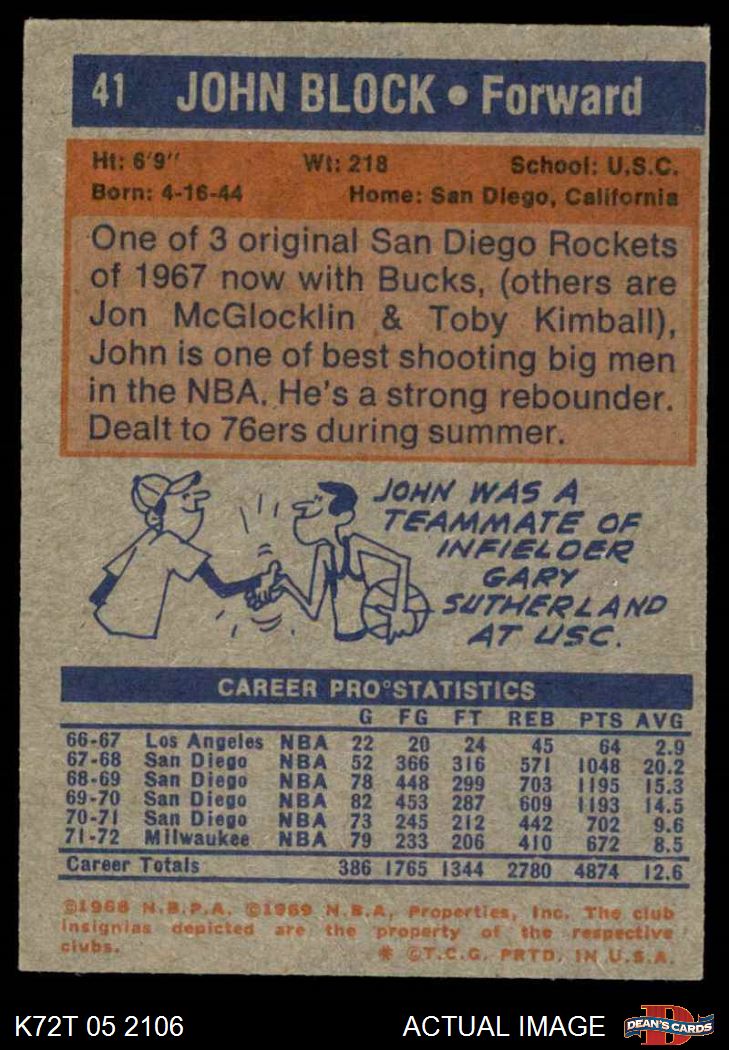 41 JOHN BLOCK • Forward
Ht: 6'9" Wt: 218 School: U.S.C.
Born: 4-16-44 Home: San Diego, California
One of 3 original San Diego Rockets
of 1967 now with Bucks, (others are
Jon McGlocklin & Toby Kimball),
John is one of best shooting big men
in the NBA. He's a strong rebounder.
Dealt to 76ers during summer.
JOHN WAS A
TEAMMATE OF
INFIELDER
GARY
SUTHERLAND
AT USC.
CAREER PRO STATISTICS
G FG FT REB PTS AVG
66-67 Los Angeles NBA 22 20 24 45 64 2.9
67-68 San Diego NBA 52 366 316 571 1048 20.2
68-69 San Diego NBA 78 448 299 703 1195 15.3
69-70 San Diego NBA 82 453 287 609 1193 14.5
70-71 San Diego NBA 73 245 212 442 702 9.6
71-72 Milwaukee NBA 79 233 206 410 672 8.5
Career Totals 386 1765 1344 2780 4874 12.6
©1968 N.B.P.A. ©1969 N.B.A. Properties, Inc. The club
insignias depicted are the property of the respective
clubs.
* ©T.C.G. PRTD. IN U.S.A.
K72T 05 2106 ACTUAL IMAGE DEAN'S CARDS